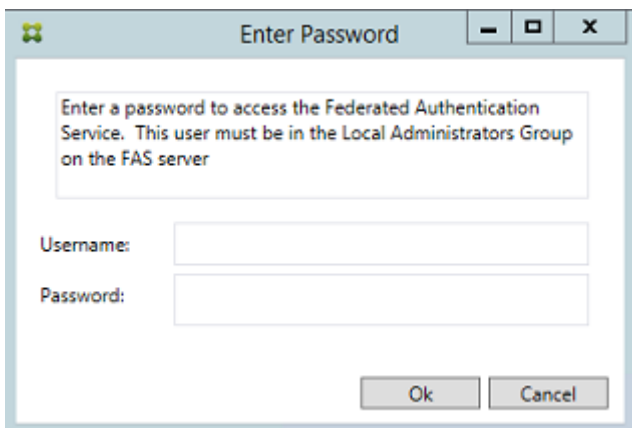 Enter Password
Enter a password to access the Federated Authentication
Service.  This user must be in the Local Administrators Group
on the FAS server
Username:
Password:
Ok Cancel